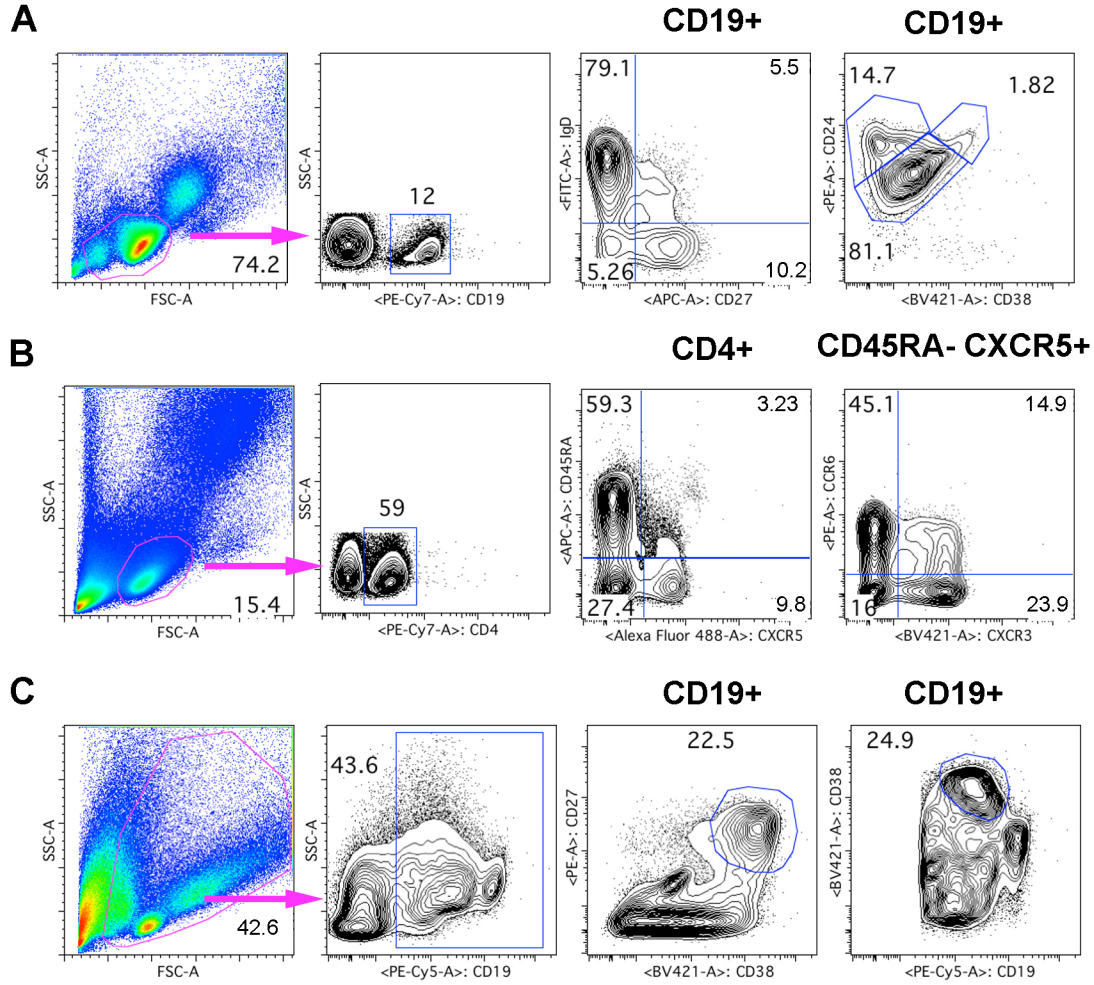 A
CD19+
CD19+
SSC-A
74.2
FSC-A
SSC-A
12
<PE-Cy7-A>: CD19
<FITC-A>: IgD
79.1
5.5
5.26
10.2
<APC-A>: CD27
<PE-A>: CD24
14.7
1.82
81.1
<BV421-A>: CD38
B
CD4+
CD45RA- CXCR5+
SSC-A
15.4
FSC-A
SSC-A
59
<PE-Cy7-A>: CD4
<APC-A>: CD45RA
59.3
3.23
27.4
9.8
<Alexa Fluor 488-A>: CXCR5
<PE-A>: CCR6
45.1
14.9
16
23.9
<BV421-A>: CXCR3
C
CD19+
CD19+
SSC-A
42.6
FSC-A
SSC-A
43.6
<PE-Cy5-A>: CD19
<PE-A>: CD27
22.5
<BV421-A>: CD38
<BV421-A>: CD38
24.9
<PE-Cy5-A>: CD19